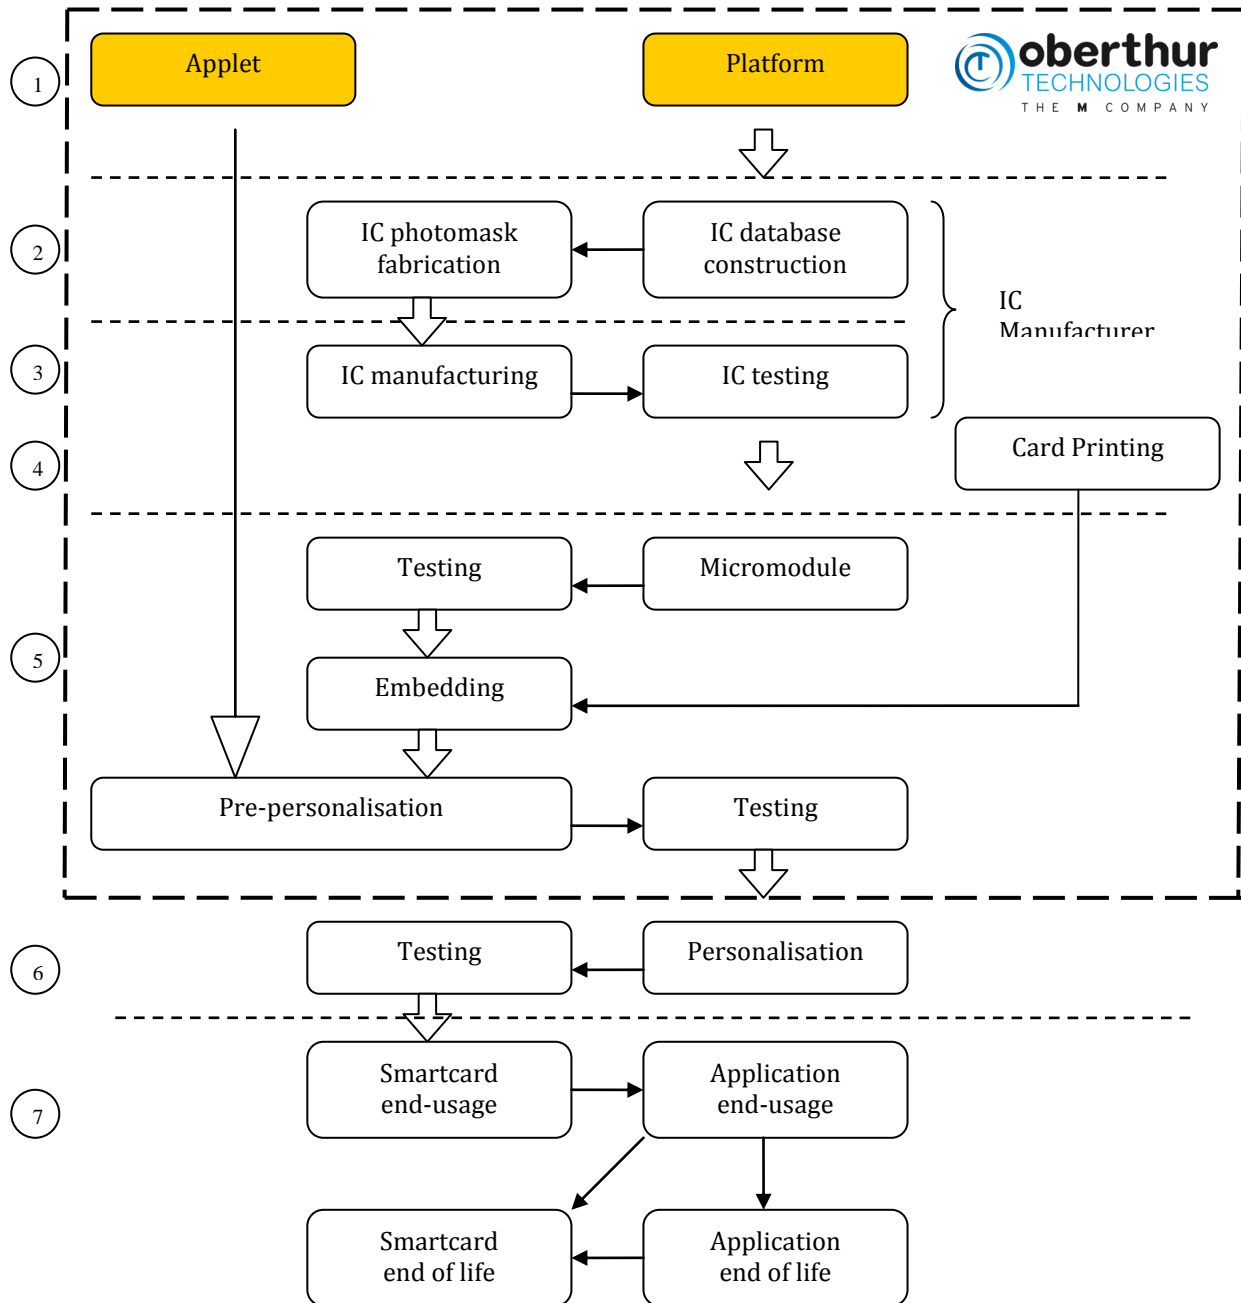 Applet
Platform
oberthur
TECHNOLOGIES
THE M COMPANY
1
IC photomask
fabrication
IC database
construction
2
IC
Manufacturer
IC manufacturing
IC testing
3
Card Printing
4
Testing
Micromodule
5
Embedding
Pre-personalisation
Testing
Testing
Personalisation
6
Smartcard
end-usage
Application
end-usage
7
Smartcard
end of life
Application
end of life